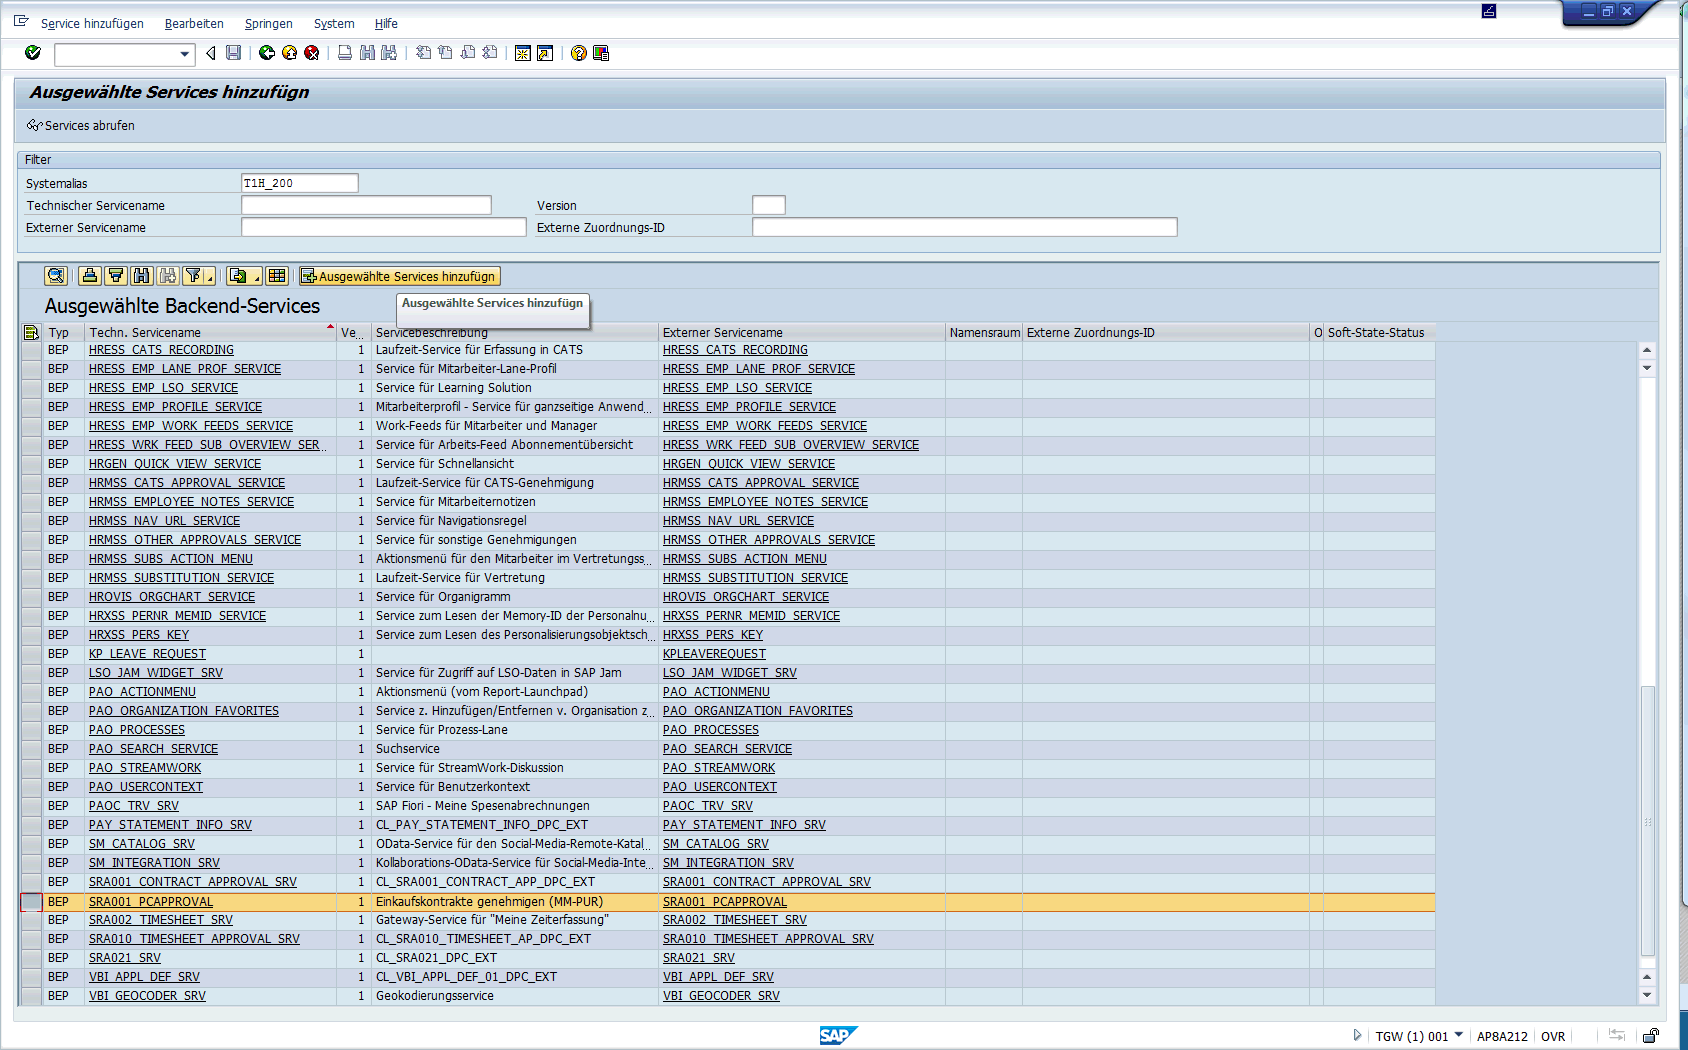 Service hinzufügen Bearbeiten Springen System Hilfe
Ausgewählte Services hinzufügn
Services abrufen
Filter
Systemalias T1H_200
Technischer Servicename Version
Externer Servicename Externe Zuordnungs-ID
Ausgewählte Services hinzufügn
Ausgewählte Backend-Services
Ausgewählte Services hinzufügn
Typ Techn. Servicename Ve... Servicebeschreibung Externer Servicename Namensraum Externe Zuordnungs-ID O Soft-State-Status
BEP HRESS_CATS_RECORDING 1 Laufzeit-Service für Erfassung in CATS HRESS_CATS_RECORDING
BEP HRESS_EMP_LANE_PROF_SERVICE 1 Service für Mitarbeiter-Lane-Profil HRESS_EMP_LANE_PROF_SERVICE
BEP HRESS_EMP_LSO_SERVICE 1 Service für Learning Solution HRESS_EMP_LSO_SERVICE
BEP HRESS_EMP_PROFILE_SERVICE 1 Mitarbeiterprofil - Service für ganzseitige Anwend... HRESS_EMP_PROFILE_SERVICE
BEP HRESS_EMP_WORK_FEEDS_SERVICE 1 Work-Feeds für Mitarbeiter und Manager HRESS_EMP_WORK_FEEDS_SERVICE
BEP HRESS_WRK_FEED_SUB_OVERVIEW_SER... 1 Service für Arbeits-Feed Abonnementübersicht HRESS_WRK_FEED_SUB_OVERVIEW_SERVICE
BEP HRGEN_QUICK_VIEW_SERVICE 1 Service für Schnellansicht HRGEN_QUICK_VIEW_SERVICE
BEP HRMSS_CATS_APPROVAL_SERVICE 1 Laufzeit-Service für CATS-Genehmigung HRMSS_CATS_APPROVAL_SERVICE
BEP HRMSS_EMPLOYEE_NOTES_SERVICE 1 Service für Mitarbeiternotizen HRMSS_EMPLOYEE_NOTES_SERVICE
BEP HRMSS_NAV_URL_SERVICE 1 Service für Navigationsregel HRMSS_NAV_URL_SERVICE
BEP HRMSS_OTHER_APPROVALS_SERVICE 1 Service für sonstige Genehmigungen HRMSS_OTHER_APPROVALS_SERVICE
BEP HRMSS_SUBS_ACTION_MENU 1 Aktionsmenü für den Mitarbeiter im Vertretungss... HRMSS_SUBS_ACTION_MENU
BEP HRMSS_SUBSTITUTION_SERVICE 1 Laufzeit-Service für Vertretung HRMSS_SUBSTITUTION_SERVICE
BEP HROVIS_ORGCHART_SERVICE 1 Service für Organigramm HROVIS_ORGCHART_SERVICE
BEP HRXSS_PERNR_MEMID_SERVICE 1 Service zum Lesen der Memory-ID der Personalnu... HRXSS_PERNR_MEMID_SERVICE
BEP HRXSS_PERS_KEY 1 Service zum Lesen des Personalisierungsobjektsch... HRXSS_PERS_KEY
BEP KP_LEAVE_REQUEST 1 KPLEAVEREQUEST
BEP LSO_JAM_WIDGET_SRV 1 Service für Zugriff auf LSO-Daten in SAP Jam LSO_JAM_WIDGET_SRV
BEP PAO_ACTIONMENU 1 Aktionsmenü (vom Report-Launchpad) PAO_ACTIONMENU
BEP PAO_ORGANIZATION_FAVORITES 1 Service z. Hinzufügen/Entfernen v. Organisation z... PAO_ORGANIZATION_FAVORITES
BEP PAO_PROCESSES 1 Service für Prozess-Lane PAO_PROCESSES
BEP PAO_SEARCH_SERVICE 1 Suchservice PAO_SEARCH_SERVICE
BEP PAO_STREAMWORK 1 Service für StreamWork-Diskussion PAO_STREAMWORK
BEP PAO_USERCONTEXT 1 Service für Benutzerkontext PAO_USERCONTEXT
BEP PAOC_TRV_SRV 1 SAP Fiori - Meine Spesenabrechnungen PAOC_TRV_SRV
BEP PAY_STATEMENT_INFO_SRV 1 CL_PAY_STATEMENT_INFO_DPC_EXT PAY_STATEMENT_INFO_SRV
BEP SM_CATALOG_SRV 1 OData-Service für den Social-Media-Remote-Katal... SM_CATALOG_SRV
BEP SM_INTEGRATION_SRV 1 Kollaborations-OData-Service für Social-Media-Inte... SM_INTEGRATION_SRV
BEP SRA001_CONTRACT_APPROVAL_SRV 1 CL_SRA001_CONTRACT_APP_DPC_EXT SRA001_CONTRACT_APPROVAL_SRV
BEP SRA001_PCAPPROVAL 1 Einkaufskontrakte genehmigen (MM-PUR) SRA001_PCAPPROVAL
BEP SRA002_TIMESHEET_SRV 1 Gateway-Service für "Meine Zeiterfassung" SRA002_TIMESHEET_SRV
BEP SRA010_TIMESHEET_APPROVAL_SRV 1 CL_SRA010_TIMESHEET_AP_DPC_EXT SRA010_TIMESHEET_APPROVAL_SRV
BEP SRA021_SRV 1 CL_SRA021_DPC_EXT SRA021_SRV
BEP VBI_APPL_DEF_SRV 1 CL_VBI_APPL_DEF_01_DPC_EXT VBI_APPL_DEF_SRV
BEP VBI_GEOCODER_SRV 1 Geokodierungsservice VBI_GEOCODER_SRV
SAP TGW (1) 001 AP8A212 OVR